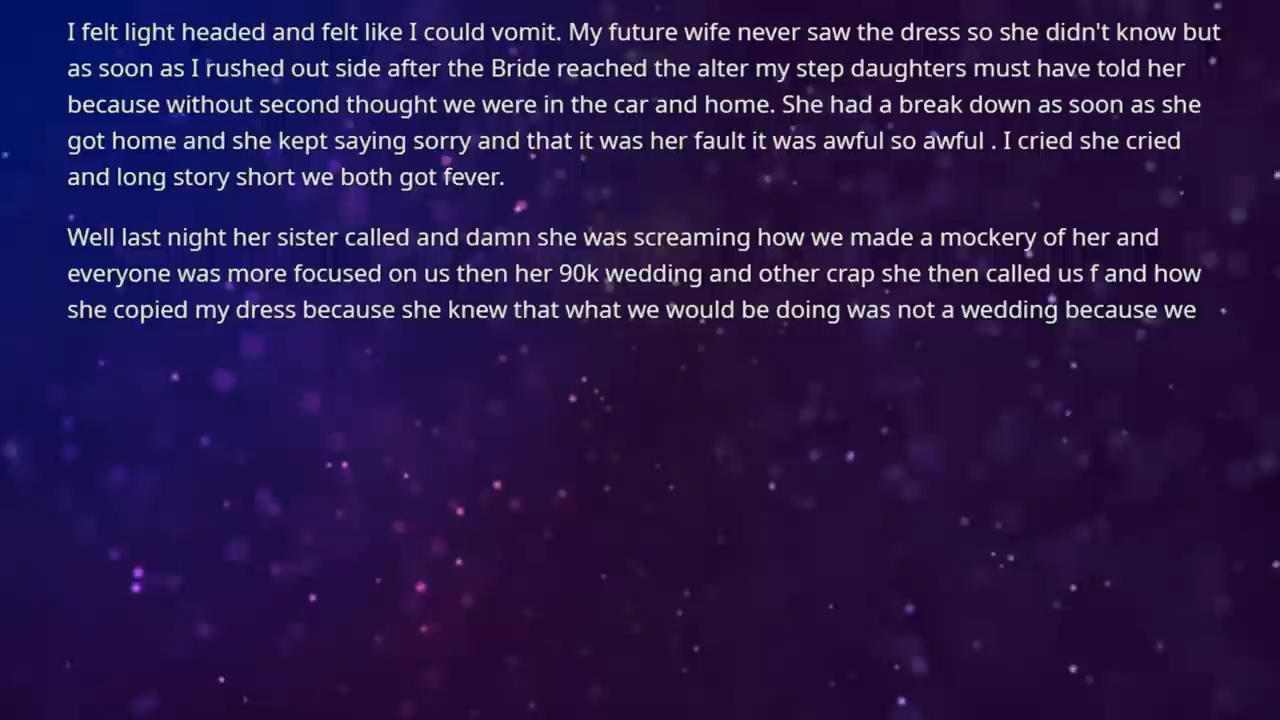 I felt light headed and felt like I could vomit. My future wife never saw the dress so she didn't know but
as soon as I rushed out side after the Bride reached the alter my step daughters must have told her
because without second thought we were in the car and home. She had a break down as soon as she
got home and she kept saying sorry and that it was her fault it was awful so awful . I cried she cried
and long story short we both got fever.
Well last night her sister called and damn she was screaming how we made a mockery of her and
everyone was more focused on us then her 90k wedding and other crap she then called us f and how
she copied my dress because she knew that what we would be doing was not a wedding because we